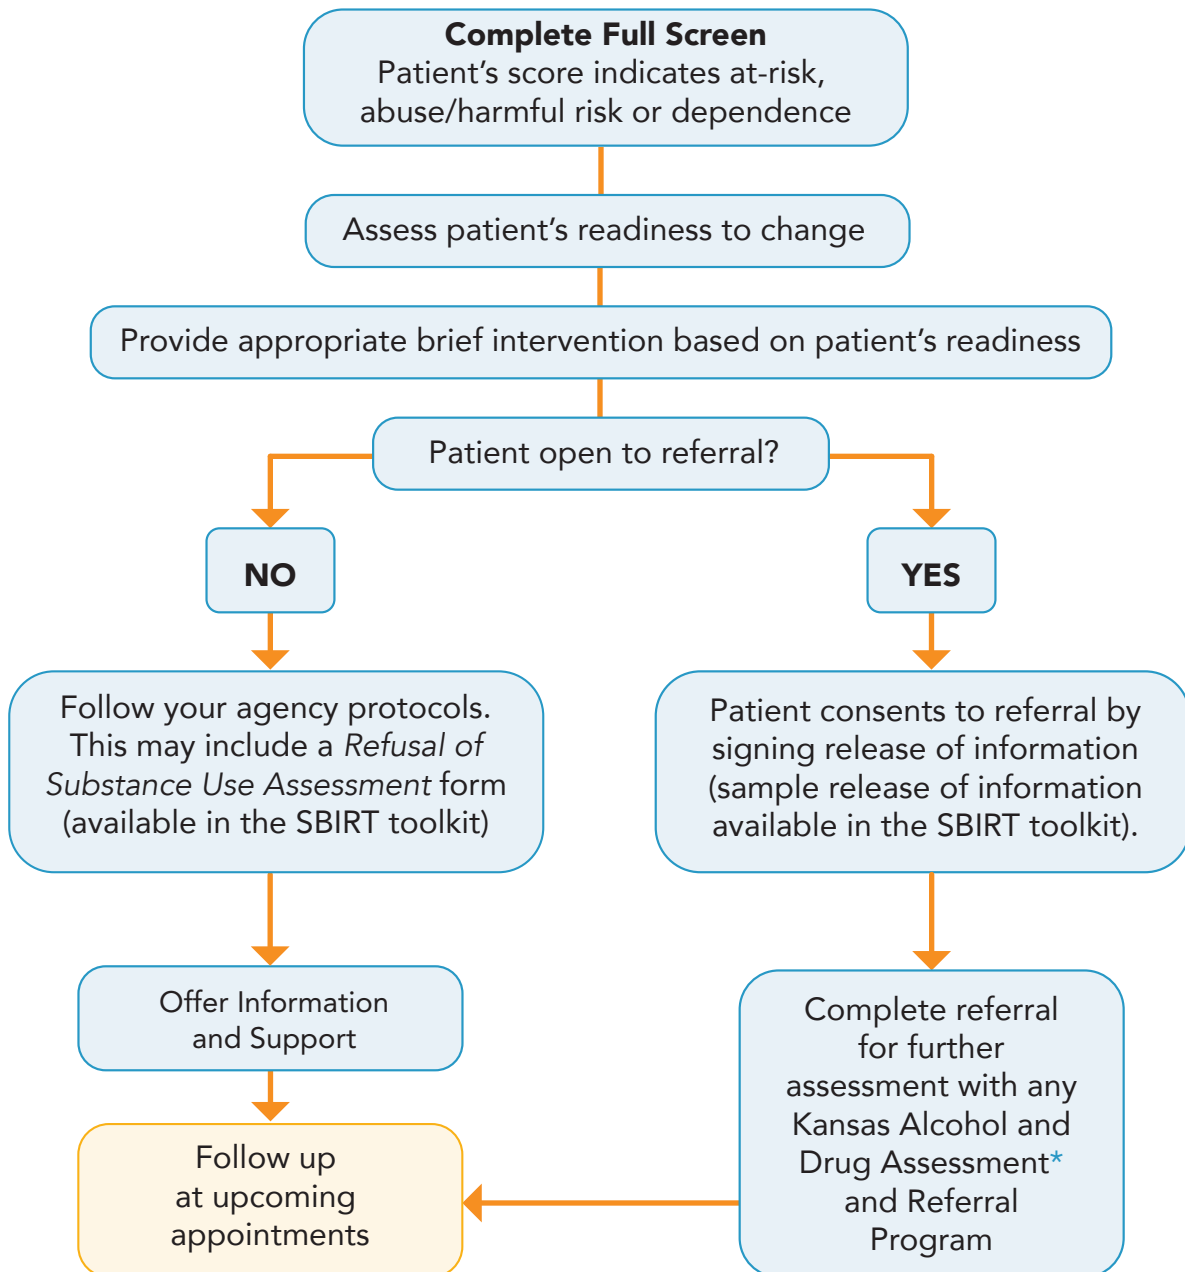 Complete Full Screen
Patient’s score indicates at-risk,
abuse/harmful risk or dependence
Assess patient’s readiness to change
Provide appropriate brief intervention based on patient’s readiness
Patient open to referral?
NO
YES
Follow your agency protocols.
This may include a Refusal of
Substance Use Assessment form
(available in the SBIRT toolkit)
Patient consents to referral by
signing release of information
(sample release of information
available in the SBIRT toolkit).
Offer Information
and Support
Complete referral
for further
assessment with any
Kansas Alcohol and
Drug Assessment*
and Referral
Program
Follow up
at upcoming
appointments